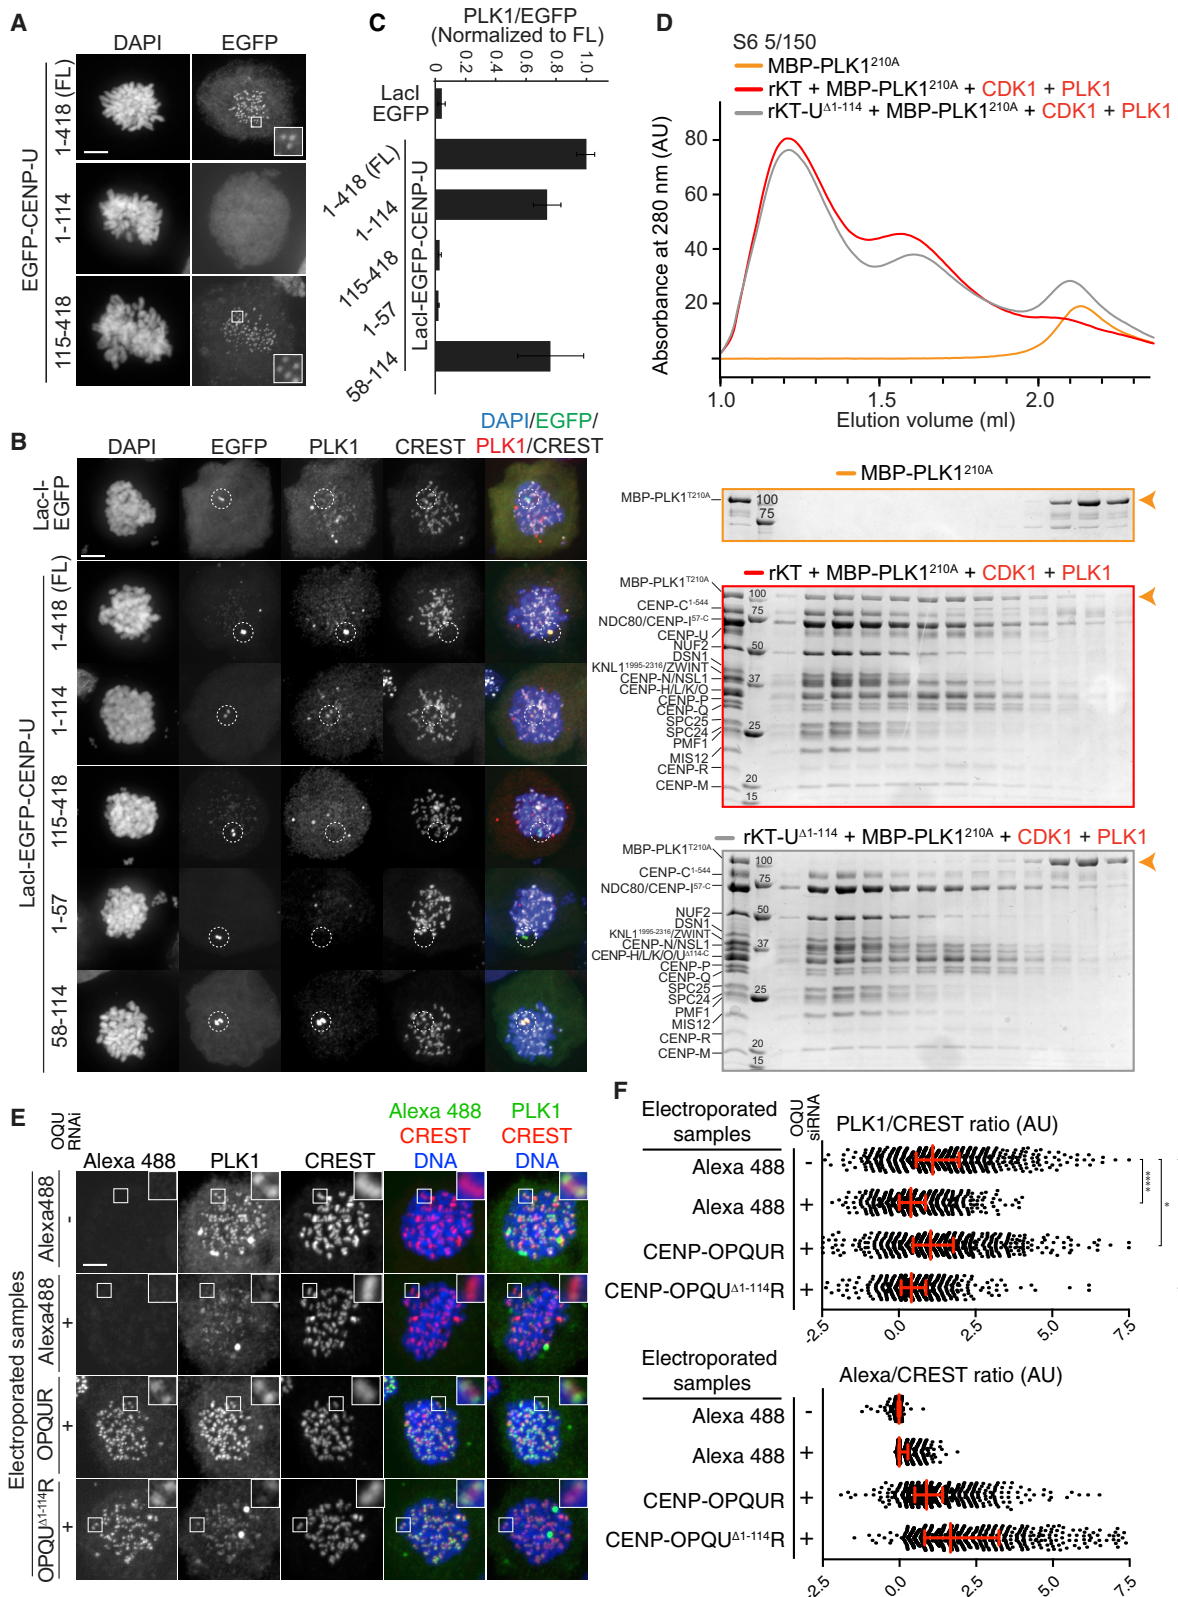 A
DAPI EGFP
EGFP-CENP-U
1-418 (FL)
1-114
115-418
C
PLK1/EGFP
(Normalized to FL)
0 0.2 0.4 0.6 0.8 1.0
LacI
EGFP
LacI-EGFP-CENP-U
1-418 (FL)
1-114
115-418
1-57
58-114
D
S6 5/150
MBP-PLK1210A
rKT + MBP-PLK1210A + CDK1 + PLK1
rKT-UΔ1-114 + MBP-PLK1210A + CDK1 + PLK1
Absorbance at 280 nm (AU)
80
60
40
20
1.0 1.5 2.0
Elution volume (ml)
MBP-PLK1210A
MBP-PLK1T210A
100
75
rKT + MBP-PLK1210A + CDK1 + PLK1
MBP-PLK1T210A
CENP-C1-544
NDC80/CENP-I57-C
CENP-U
NUF2
DSN1
KNL11995-2316/ZWINT
CENP-N/NSL1
CENP-H/L/K/O
CENP-P
CENP-Q
SPC25
SPC24
PMF1
MIS12
CENP-R
CENP-M
100
75
50
37
25
20
15
rKT-UΔ1-114 + MBP-PLK1210A + CDK1 + PLK1
MBP-PLK1T210A
CENP-C1-544
NDC80/CENP-I57-C
NUF2
DSN1
KNL11995-2316/ZWINT
CENP-N/NSL1
CENP-H/L/K/O/UΔ114-C
CENP-P
CENP-Q
SPC25
SPC24
PMF1
MIS12
CENP-R
CENP-M
100
75
50
37
25
20
15
B
DAPI EGFP PLK1 CREST
DAPI/EGFP/
PLK1/CREST
Lac-I-
EGFP
LacI-EGFP-CENP-U
1-418 (FL)
1-114
115-418
1-57
58-114
E
OQU
RNAi
Alexa 488 PLK1 CREST
Alexa 488
CREST
DNA
PLK1
CREST
DNA
Electroporated samples
Alexa488 -
Alexa488 +
OPQUR +
OPQUΔ1-114R +
F
Electroporated
samples
OQU
siRNA
PLK1/CREST ratio (AU)
Alexa 488 -
Alexa 488 +
CENP-OPQUR +
CENP-OPQUΔ1-114R +
****
*
-2.5 0.0 2.5 5.0 7.5
Electroporated
samples
Alexa/CREST ratio (AU)
Alexa 488 -
Alexa 488 +
CENP-OPQUR +
CENP-OPQUΔ1-114R +
-2.5 0.0 2.5 5.0 7.5